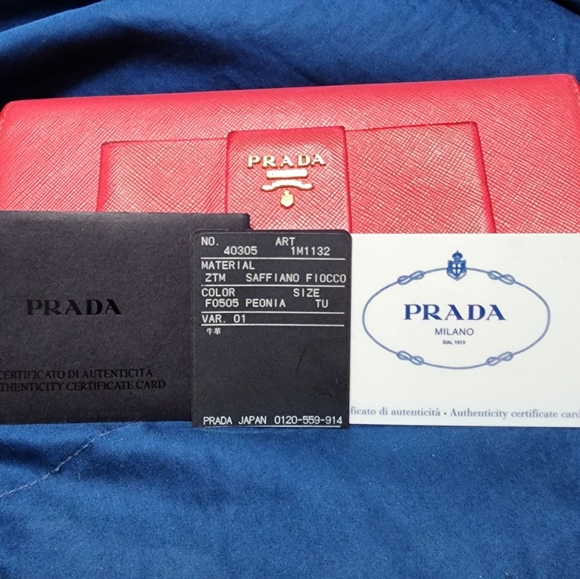 PRADA
PRADA
CERTIFICATO DI AUTENTICITÀ
THENTICITY CERTIFICATE CARD
NO. ART
40305 1M1132
MATERIAL
ZTM SAFFIANO FIOCCO
COLOR SIZE
F0505 PEONIA TU
VAR. 01
牛革
PRADA JAPAN 0120-559-914
PRADA
MILANO
DAL 1913
ficato di autenticità · Authenticity certificate card